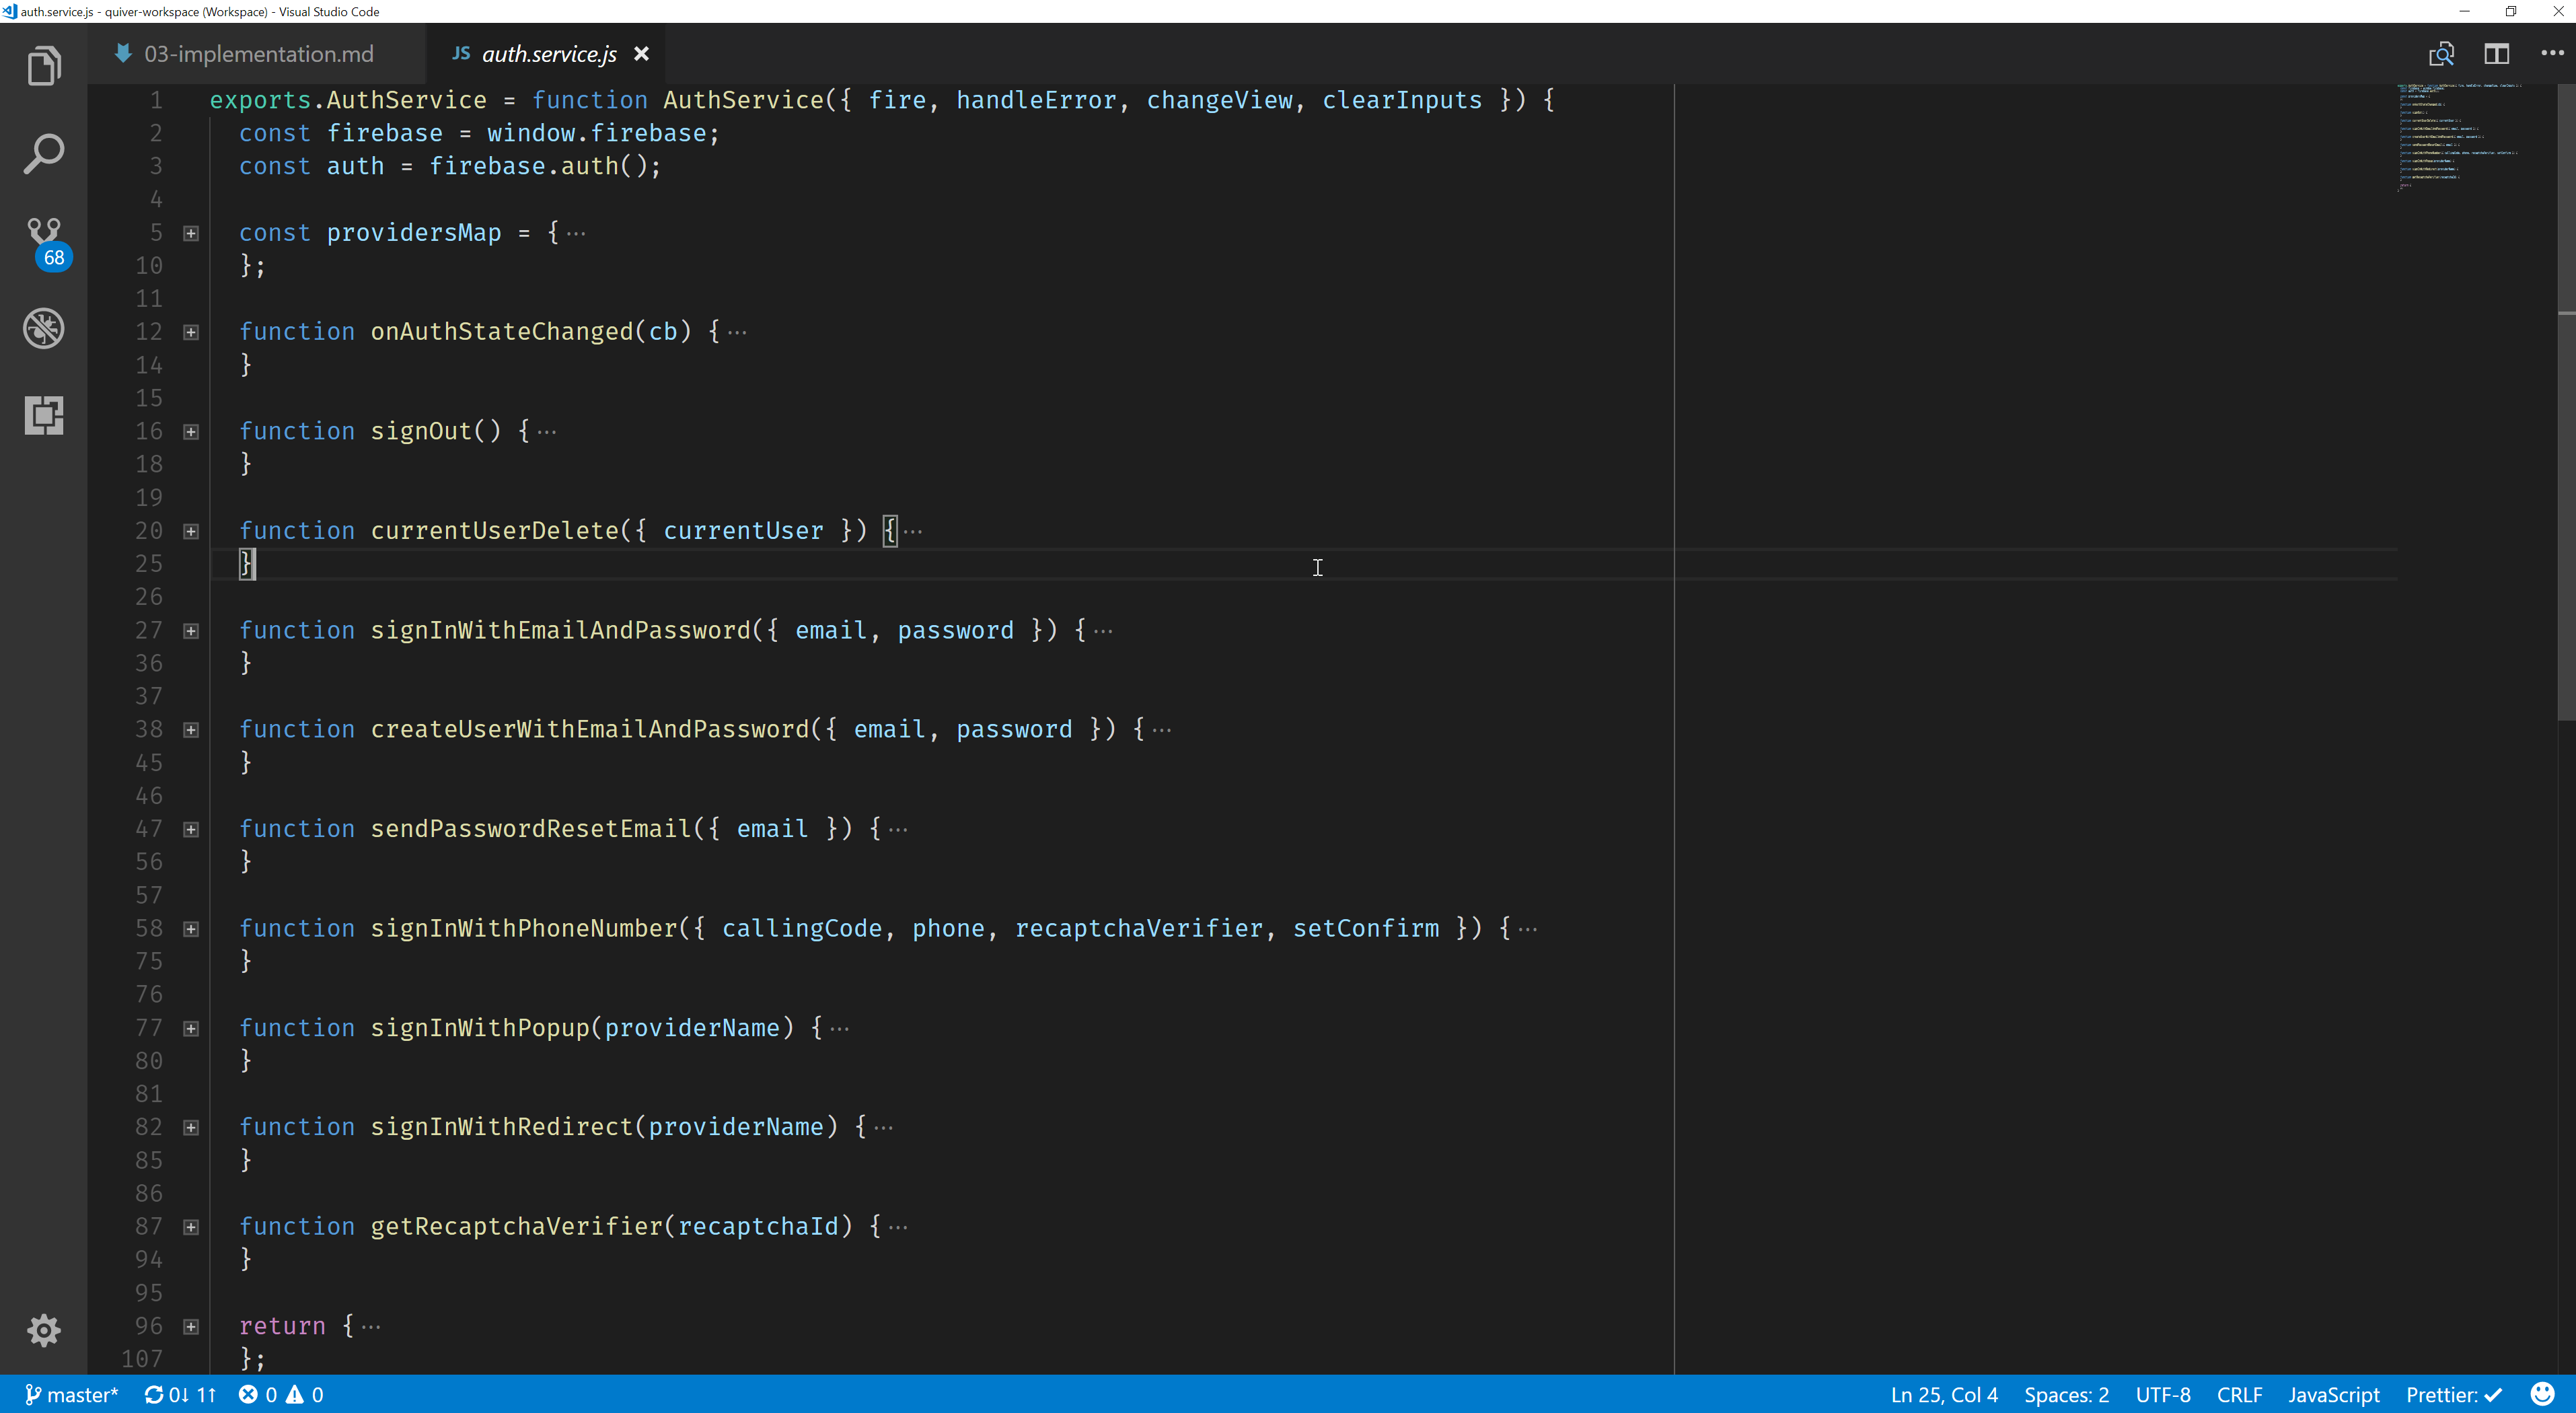 auth.service.js - quiver-workspace (Workspace) - Visual Studio Code
03-implementation.md
JS auth.service.js
68
1 exports.AuthService = function AuthService({ fire, handleError, changeView, clearInputs }) {
2 const firebase = window.firebase;
3 const auth = firebase.auth();
4
5 const providersMap = {···
10 };
11
12 function onAuthStateChanged(cb) {···
14 }
15
16 function signOut() {···
18 }
19
20 function currentUserDelete({ currentUser }) {···
25 }
26
27 function signInWithEmailAndPassword({ email, password }) {···
36 }
37
38 function createUserWithEmailAndPassword({ email, password }) {···
45 }
46
47 function sendPasswordResetEmail({ email }) {···
56 }
57
58 function signInWithPhoneNumber({ callingCode, phone, recaptchaVerifier, setConfirm }) {···
75 }
76
77 function signInWithPopup(providerName) {···
80 }
81
82 function signInWithRedirect(providerName) {···
85 }
86
87 function getRecaptchaVerifier(recaptchaId) {···
94 }
95
96 return {···
107 };
master* 0↓ 1↑ 0 0 Ln 25, Col 4 Spaces: 2 UTF-8 CRLF JavaScript Prettier: ✓